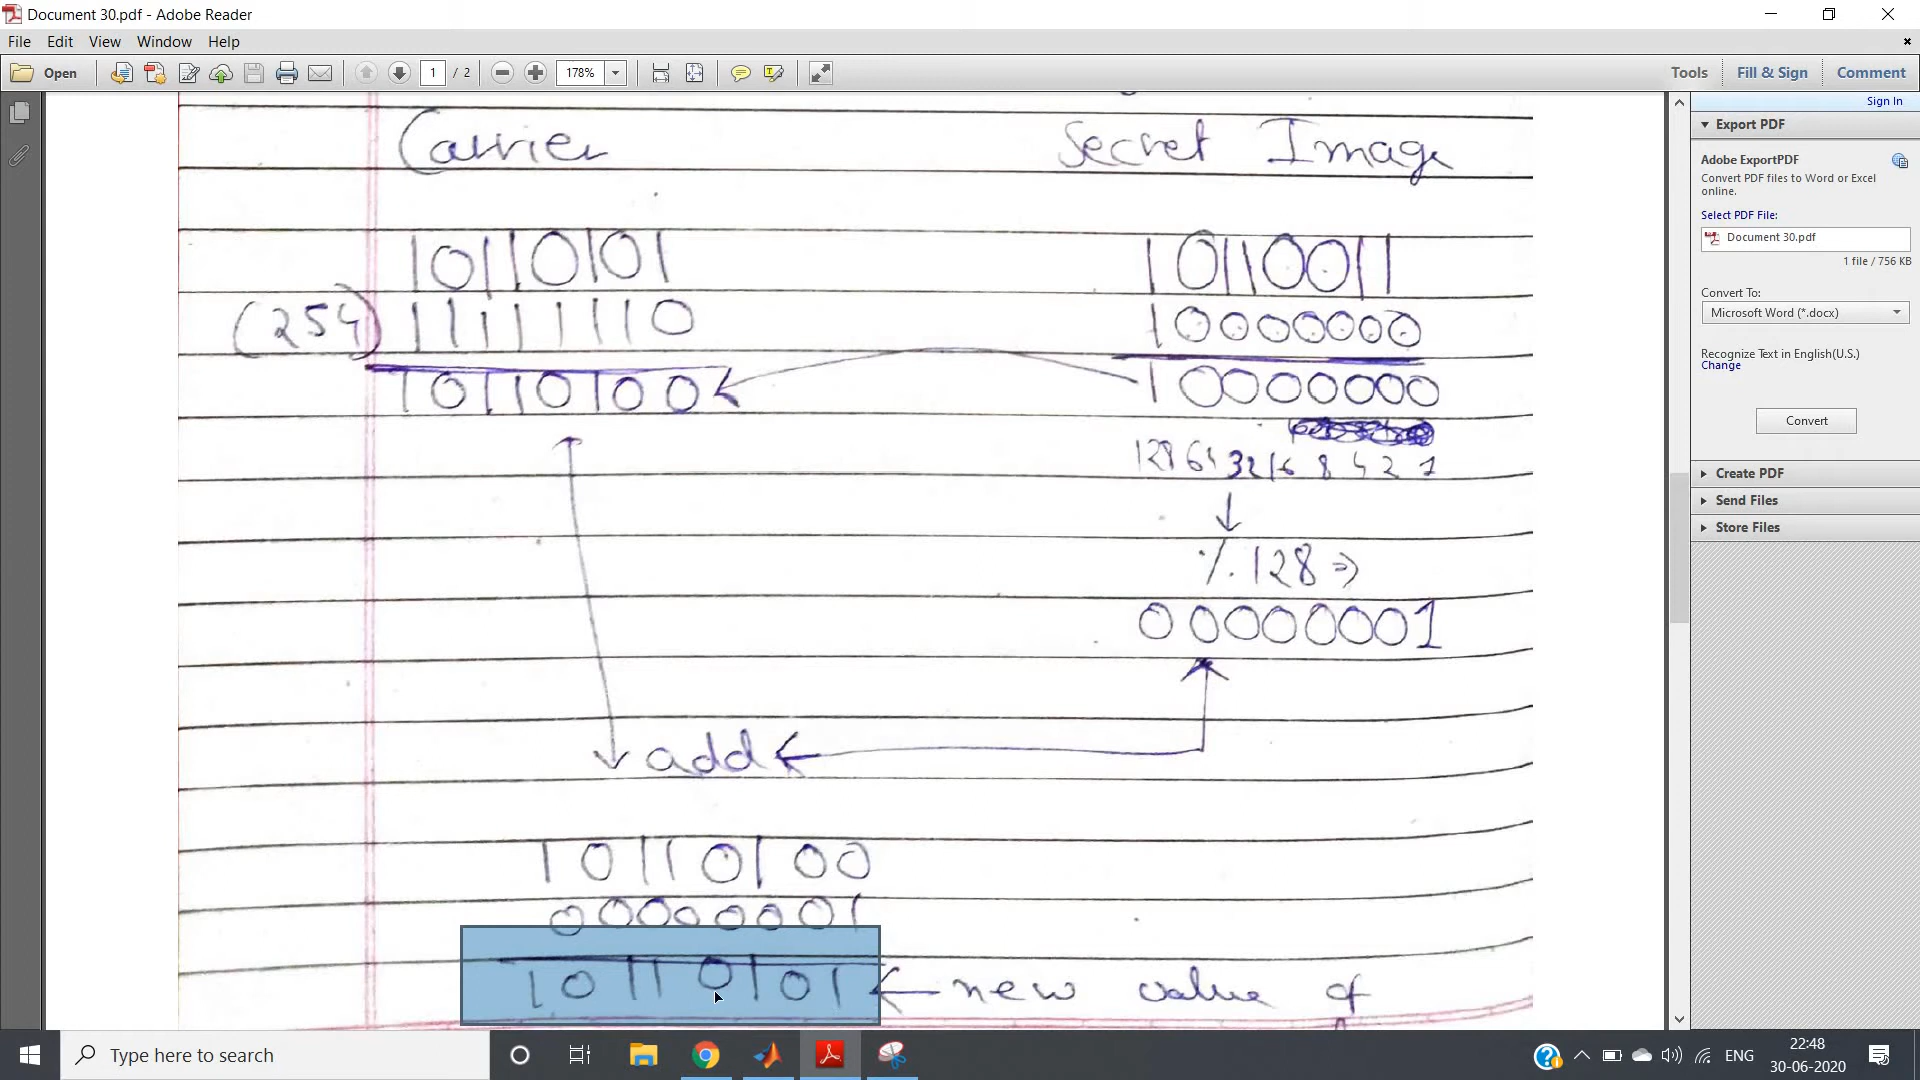 Document 30.pdf - Adobe Reader
File Edit View Window Help
Open 1 / 2 178% Tools Fill & Sign Comment
Sign In
Export PDF
Adobe ExportPDF
Convert PDF files to Word or Excel
online.
Select PDF File:
Document 30.pdf
1 file / 756 KB
Convert To:
Microsoft Word (*.docx)
Recognize Text in English(U.S.)
Change
Convert
Create PDF
Send Files
Store Files
Carrier Secret Image
10110101 10110011
(254) 11111110 10000000
10110100 10000000
128 64 32 16 8 4 2 1
% 128 ⇒
00000001
add
10110100
00000001
10110101 ← new value of
Type here to search
ENG
22:48
30-06-2020